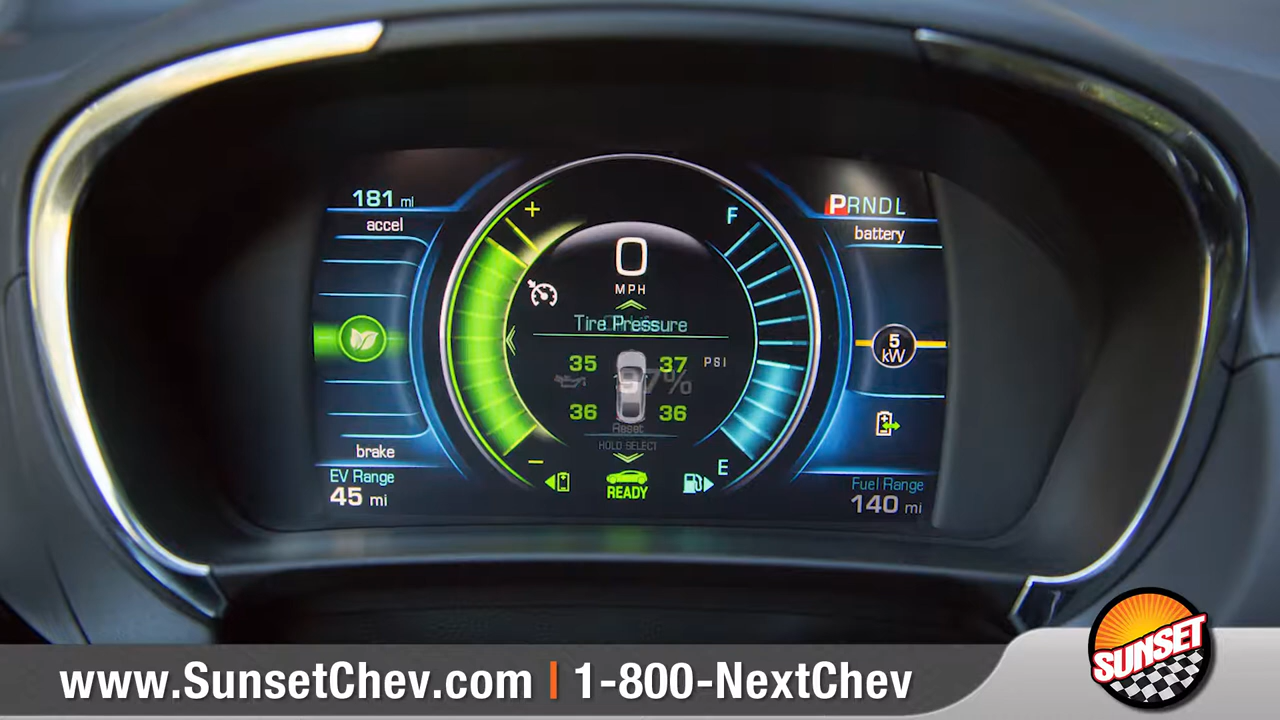 181 mi
accel
+
F
PRNDL
battery
0
MPH
Tire Pressure
35
37 PSI
5
kW
97%
36
36
Reset
HOLD SELECT
brake
EV Range
45 mi
−
READY
E
Fuel Range
140 mi
www.SunsetChev.com | 1-800-NextChev
SUNSET